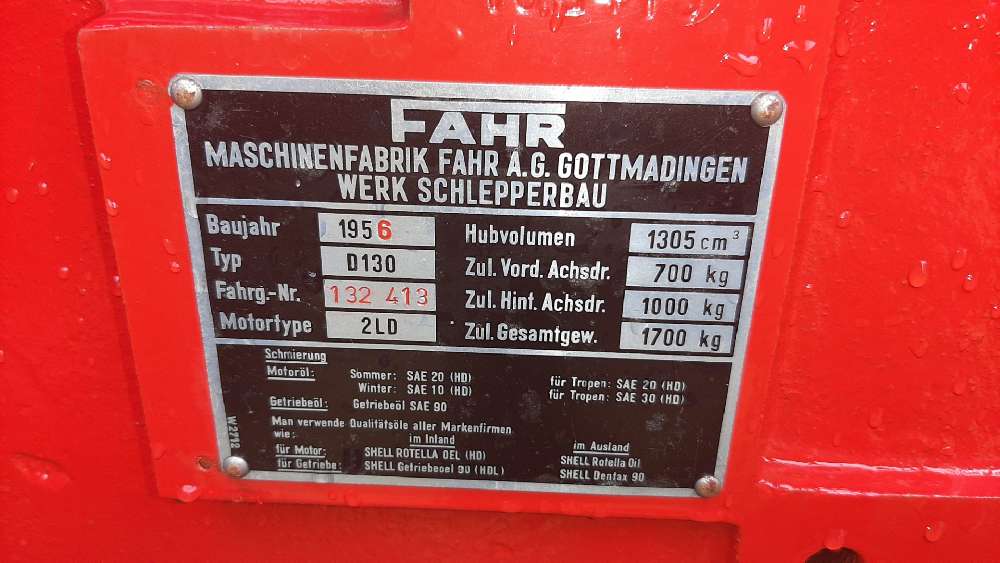 FAHR
MASCHINENFABRIK FAHR A.G. GOTTMADINGEN
WERK SCHLEPPERBAU
Baujahr 1956
Typ D130
Fahrg.-Nr. 132 413
Motortype 2LD
Hubvolumen 1305 cm³
Zul. Vord. Achsdr. 700 kg
Zul. Hint. Achsdr. 1000 kg
Zul. Gesamtgew. 1700 kg
Schmierung
Motoröl: Sommer: SAE 20 (HD) für Tropen: SAE 20 (HD)
Winter: SAE 10 (HD) für Tropen: SAE 30 (HD)
Getriebeöl: Getriebeöl SAE 90
Man verwende Qualitätsöle aller Markenfirmen
wie: im Inland im Ausland
für Motor: SHELL ROTELLA OEL (HD) SHELL Rotella Oil
für Getriebe: SHELL Getriebeoel 90 (HDL) SHELL Dentax 90